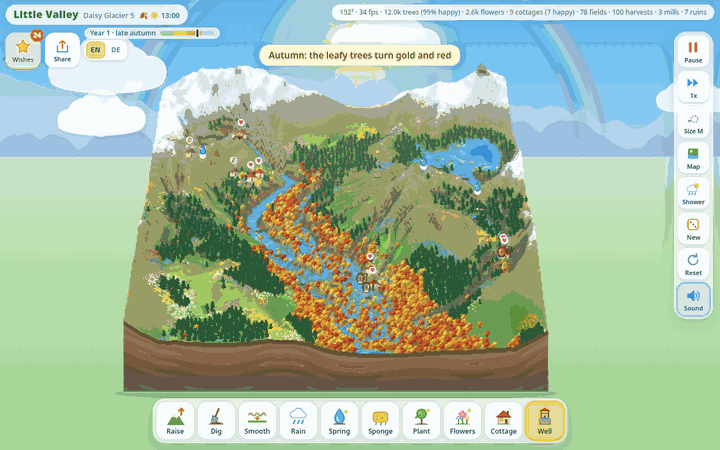 Little Valley Daisy Glacier 5 13:00
192² · 34 fps · 12.0k trees (99% happy) · 2.6k flowers · 9 cottages (7 happy) · 78 fields · 100 harvests · 3 mills · 7 ruins
Year 1 · late autumn
24
Wishes
Share
EN
DE
Autumn: the leafy trees turn gold and red
Pause
1x
Size M
Map
Shower
New
Reset
Sound
Raise
Dig
Smooth
Rain
Spring
Sponge
Plant
Flowers
Cottage
Well